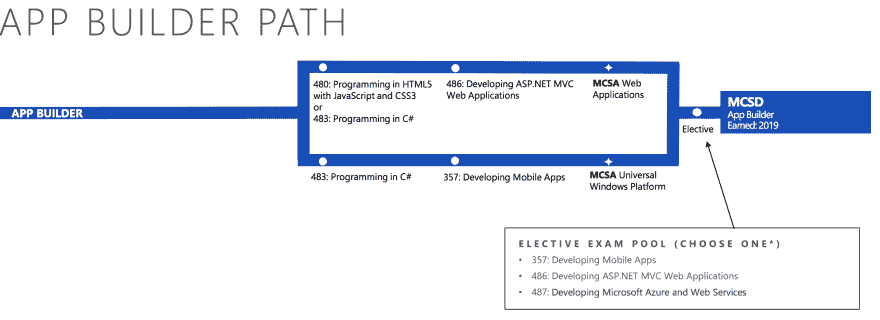 APP BUILDER PATH
480: Programming in HTML5
with JavaScript and CSS3
or
483: Programming in C#
486: Developing ASP.NET MVC
Web Applications
MCSA Web
Applications
APP BUILDER
MCSD
App Builder
Earned: 2019
Elective
483: Programming in C#
357: Developing Mobile Apps
MCSA Universal
Windows Platform
ELECTIVE EXAM POOL (CHOOSE ONE*)
• 357: Developing Mobile Apps
• 486: Developing ASP.NET MVC Web Applications
• 487: Developing Microsoft Azure and Web Services